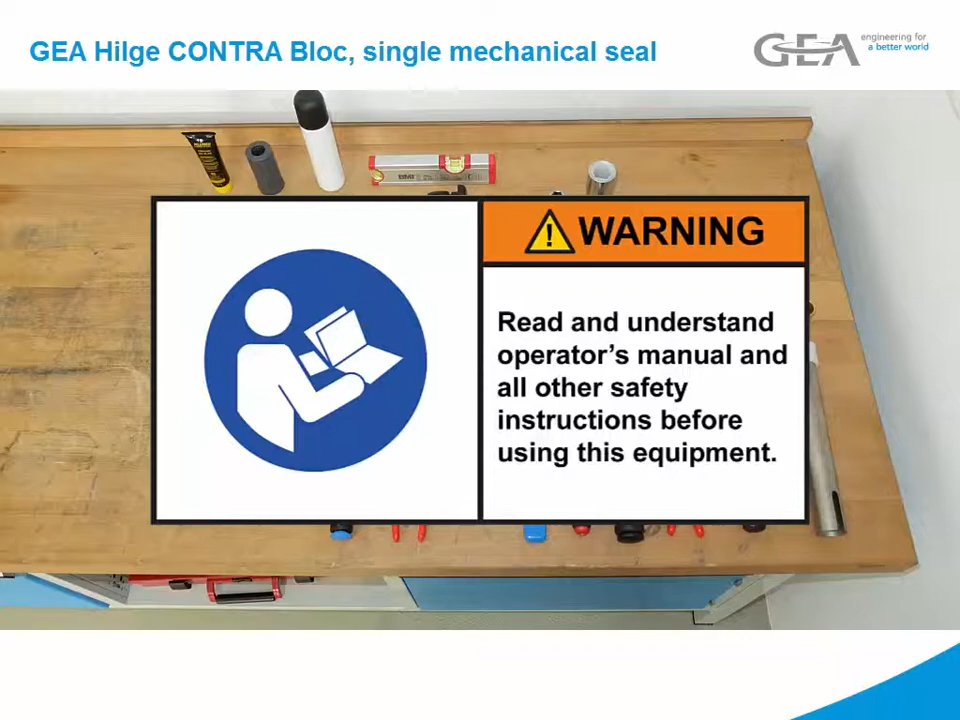 GEA Hilge CONTRA Bloc, single mechanical seal
GEA
engineering for
a better world
BMI
WARNING
Read and understand
operator's manual and
all other safety
instructions before
using this equipment.